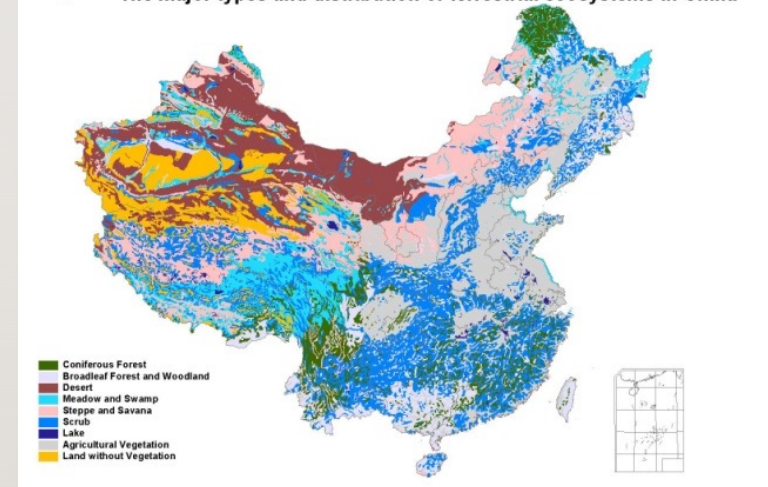 Coniferous Forest
Broadleaf Forest and Woodland
Desert
Meadow and Swamp
Steppe and Savana
Scrub
Lake
Agricultural Vegetation
Land without Vegetation